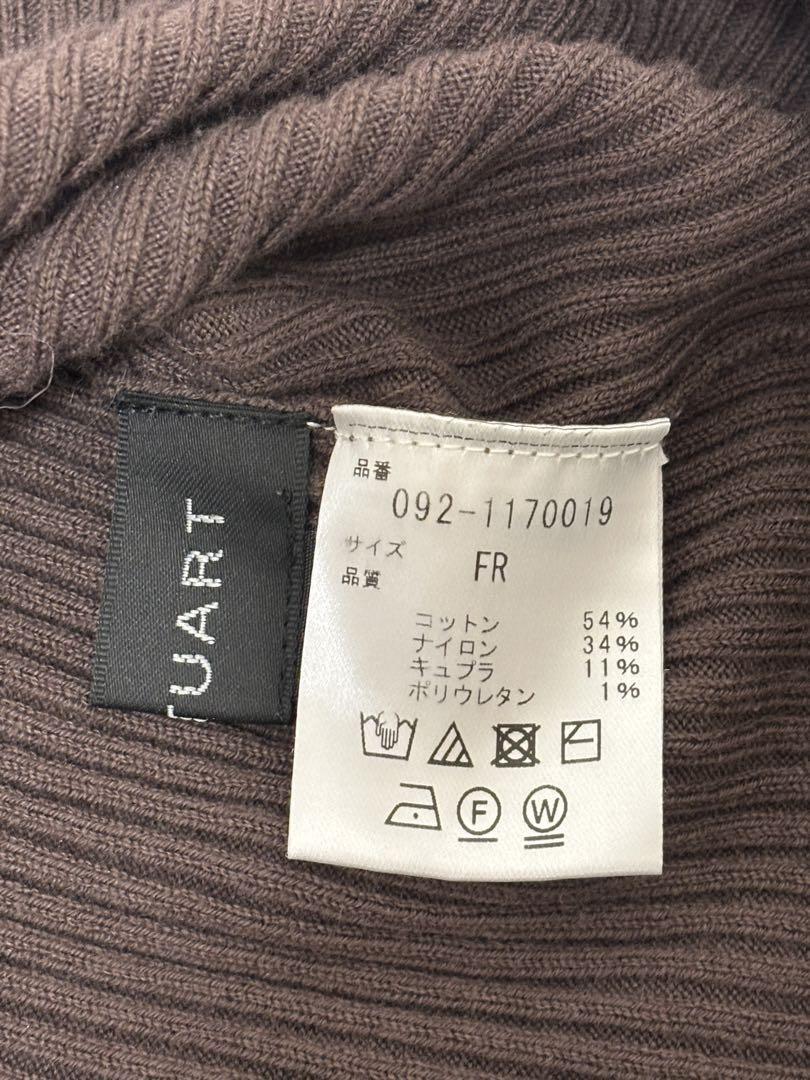 TUART
品番
092-1170019
サイズ FR
品質
コットン 54%
ナイロン 34%
キュプラ 11%
ポリウレタン 1%
F W